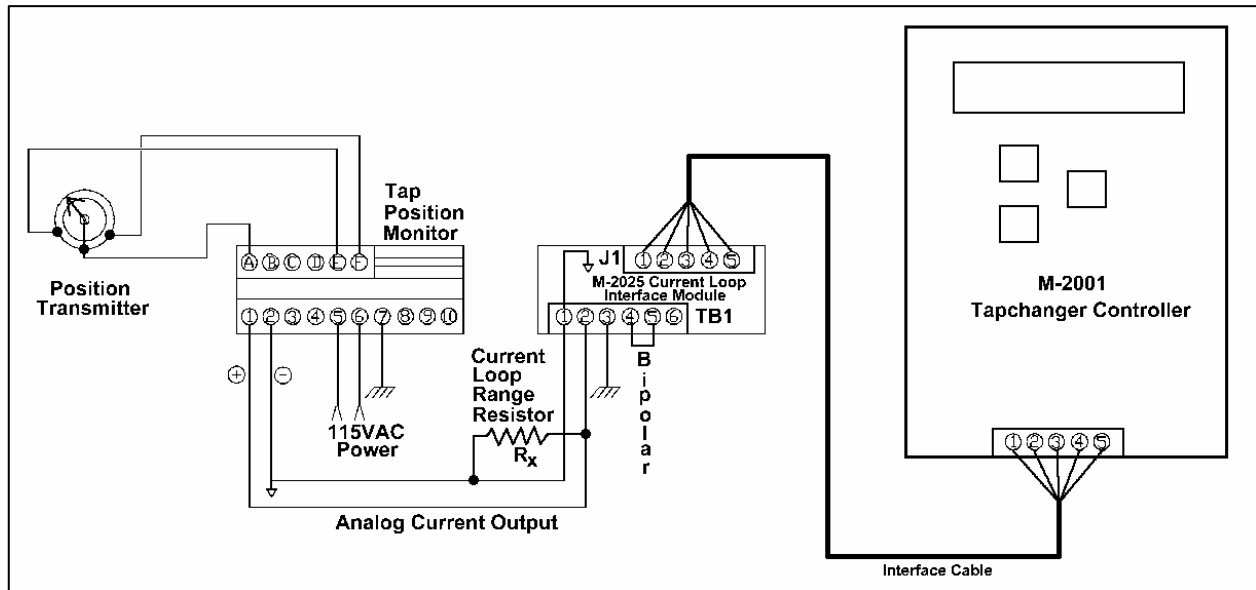 Position
Transmitter
Tap
Position
Monitor
A B C D E F
1 2 3 4 5 6 7 8 9 10
+
−
115VAC
Power
Current
Loop
Range
Resistor
Rx
Analog Current Output
J1
1 2 3 4 5
M-2025 Current Loop
Interface Module
1 2 3 4 5 6
TB1
Bipolar
M-2001
Tapchanger Controller
1 2 3 4 5
Interface Cable